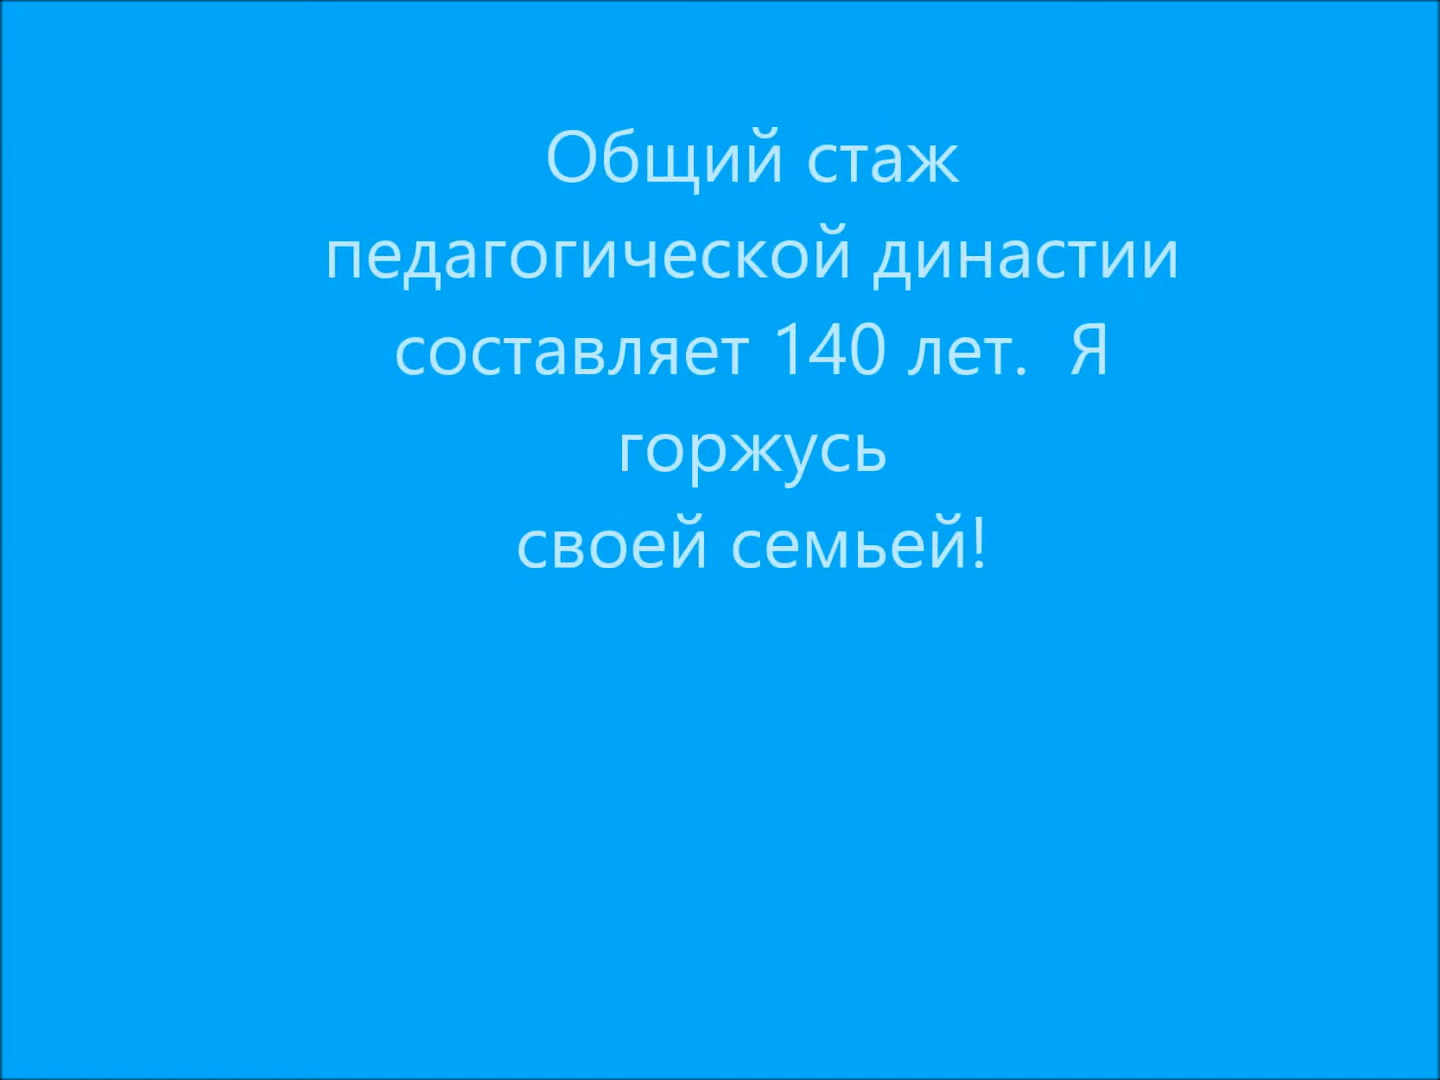 Общий стаж
педагогической династии
составляет 140 лет.  Я
горжусь
своей семьей!